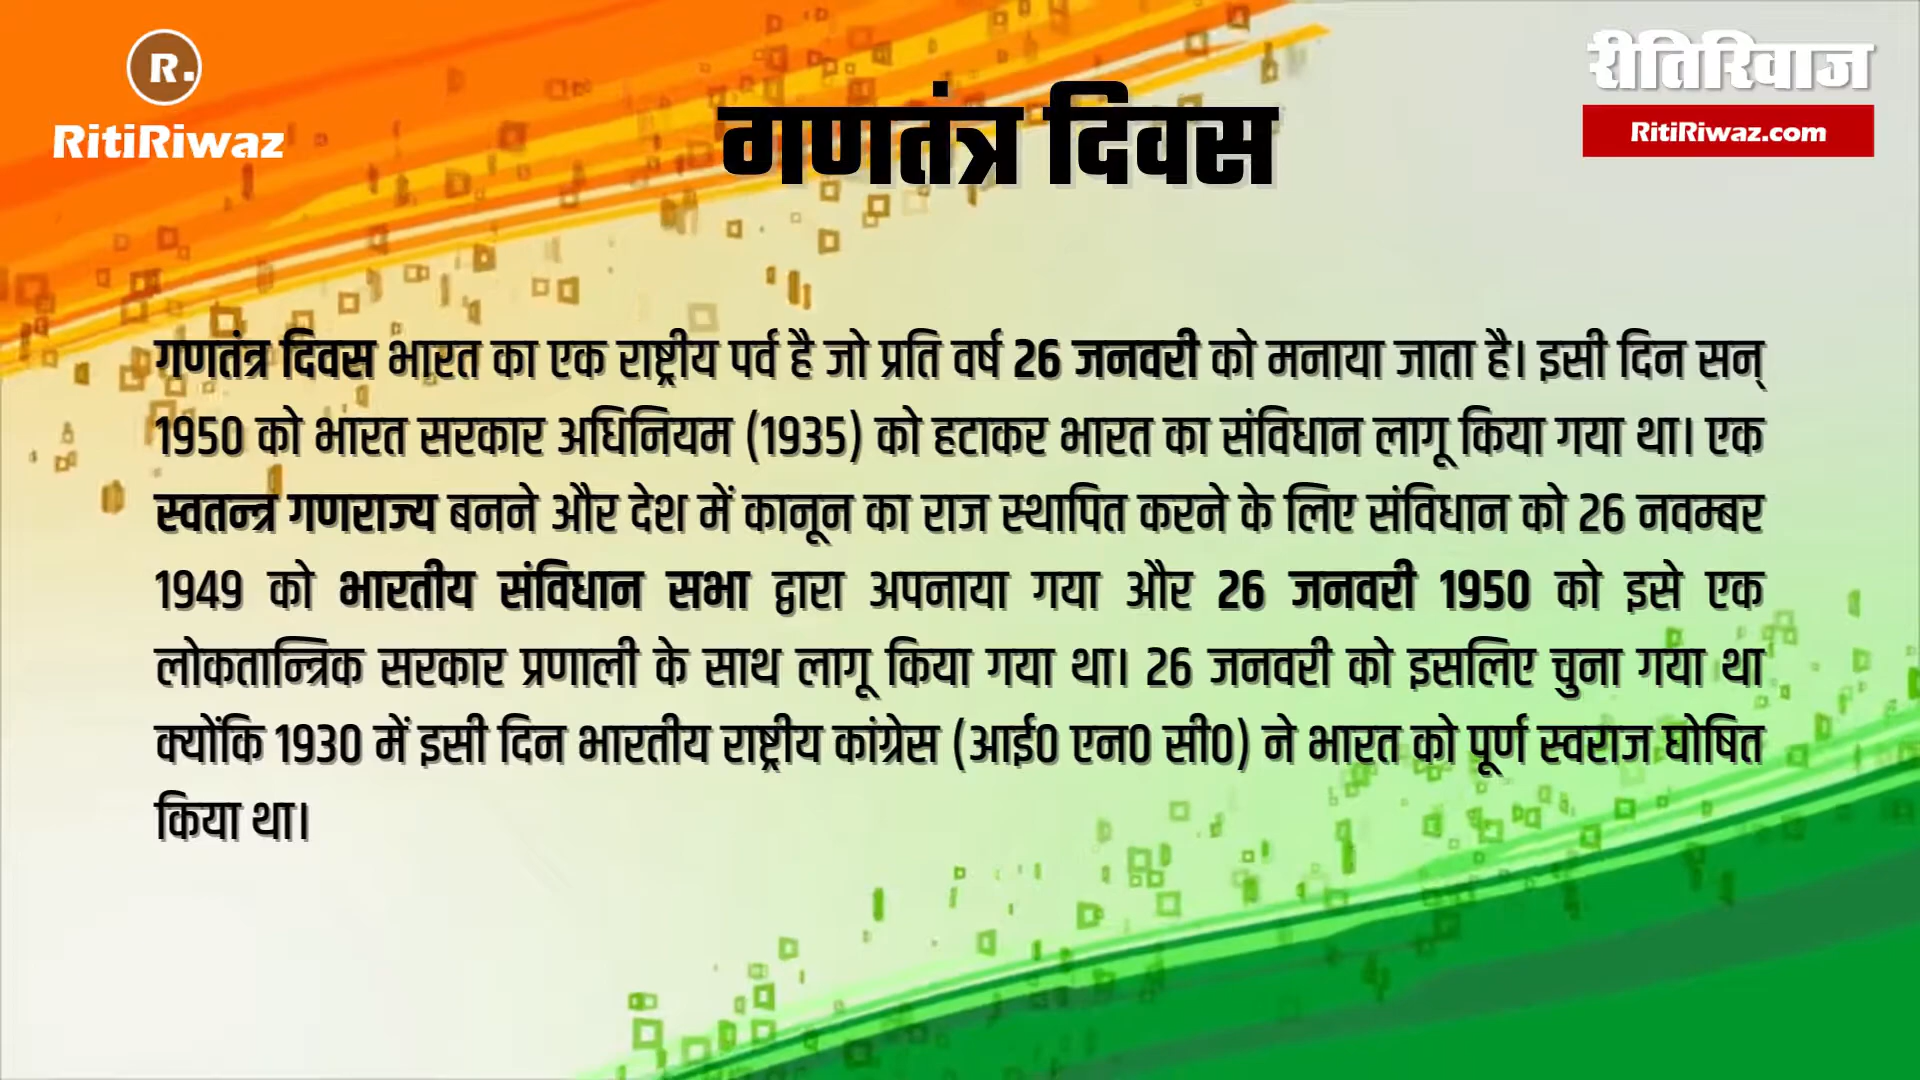 R.
RitiRiwaz
रीतिरिवाज
RitiRiwaz.com
गणतंत्र दिवस
गणतंत्र दिवस भारत का एक राष्ट्रीय पर्व है जो प्रति वर्ष 26 जनवरी को मनाया जाता है। इसी दिन सन्
1950 को भारत सरकार अधिनियम (1935) को हटाकर भारत का संविधान लागू किया गया था। एक
स्वतन्त्र गणराज्य बनने और देश में कानून का राज स्थापित करने के लिए संविधान को 26 नवम्बर
1949 को भारतीय संविधान सभा द्वारा अपनाया गया और 26 जनवरी 1950 को इसे एक
लोकतान्त्रिक सरकार प्रणाली के साथ लागू किया गया था। 26 जनवरी को इसलिए चुना गया था
क्योंकि 1930 में इसी दिन भारतीय राष्ट्रीय कांग्रेस (आई0 एन0 सी0) ने भारत को पूर्ण स्वराज घोषित
किया था।